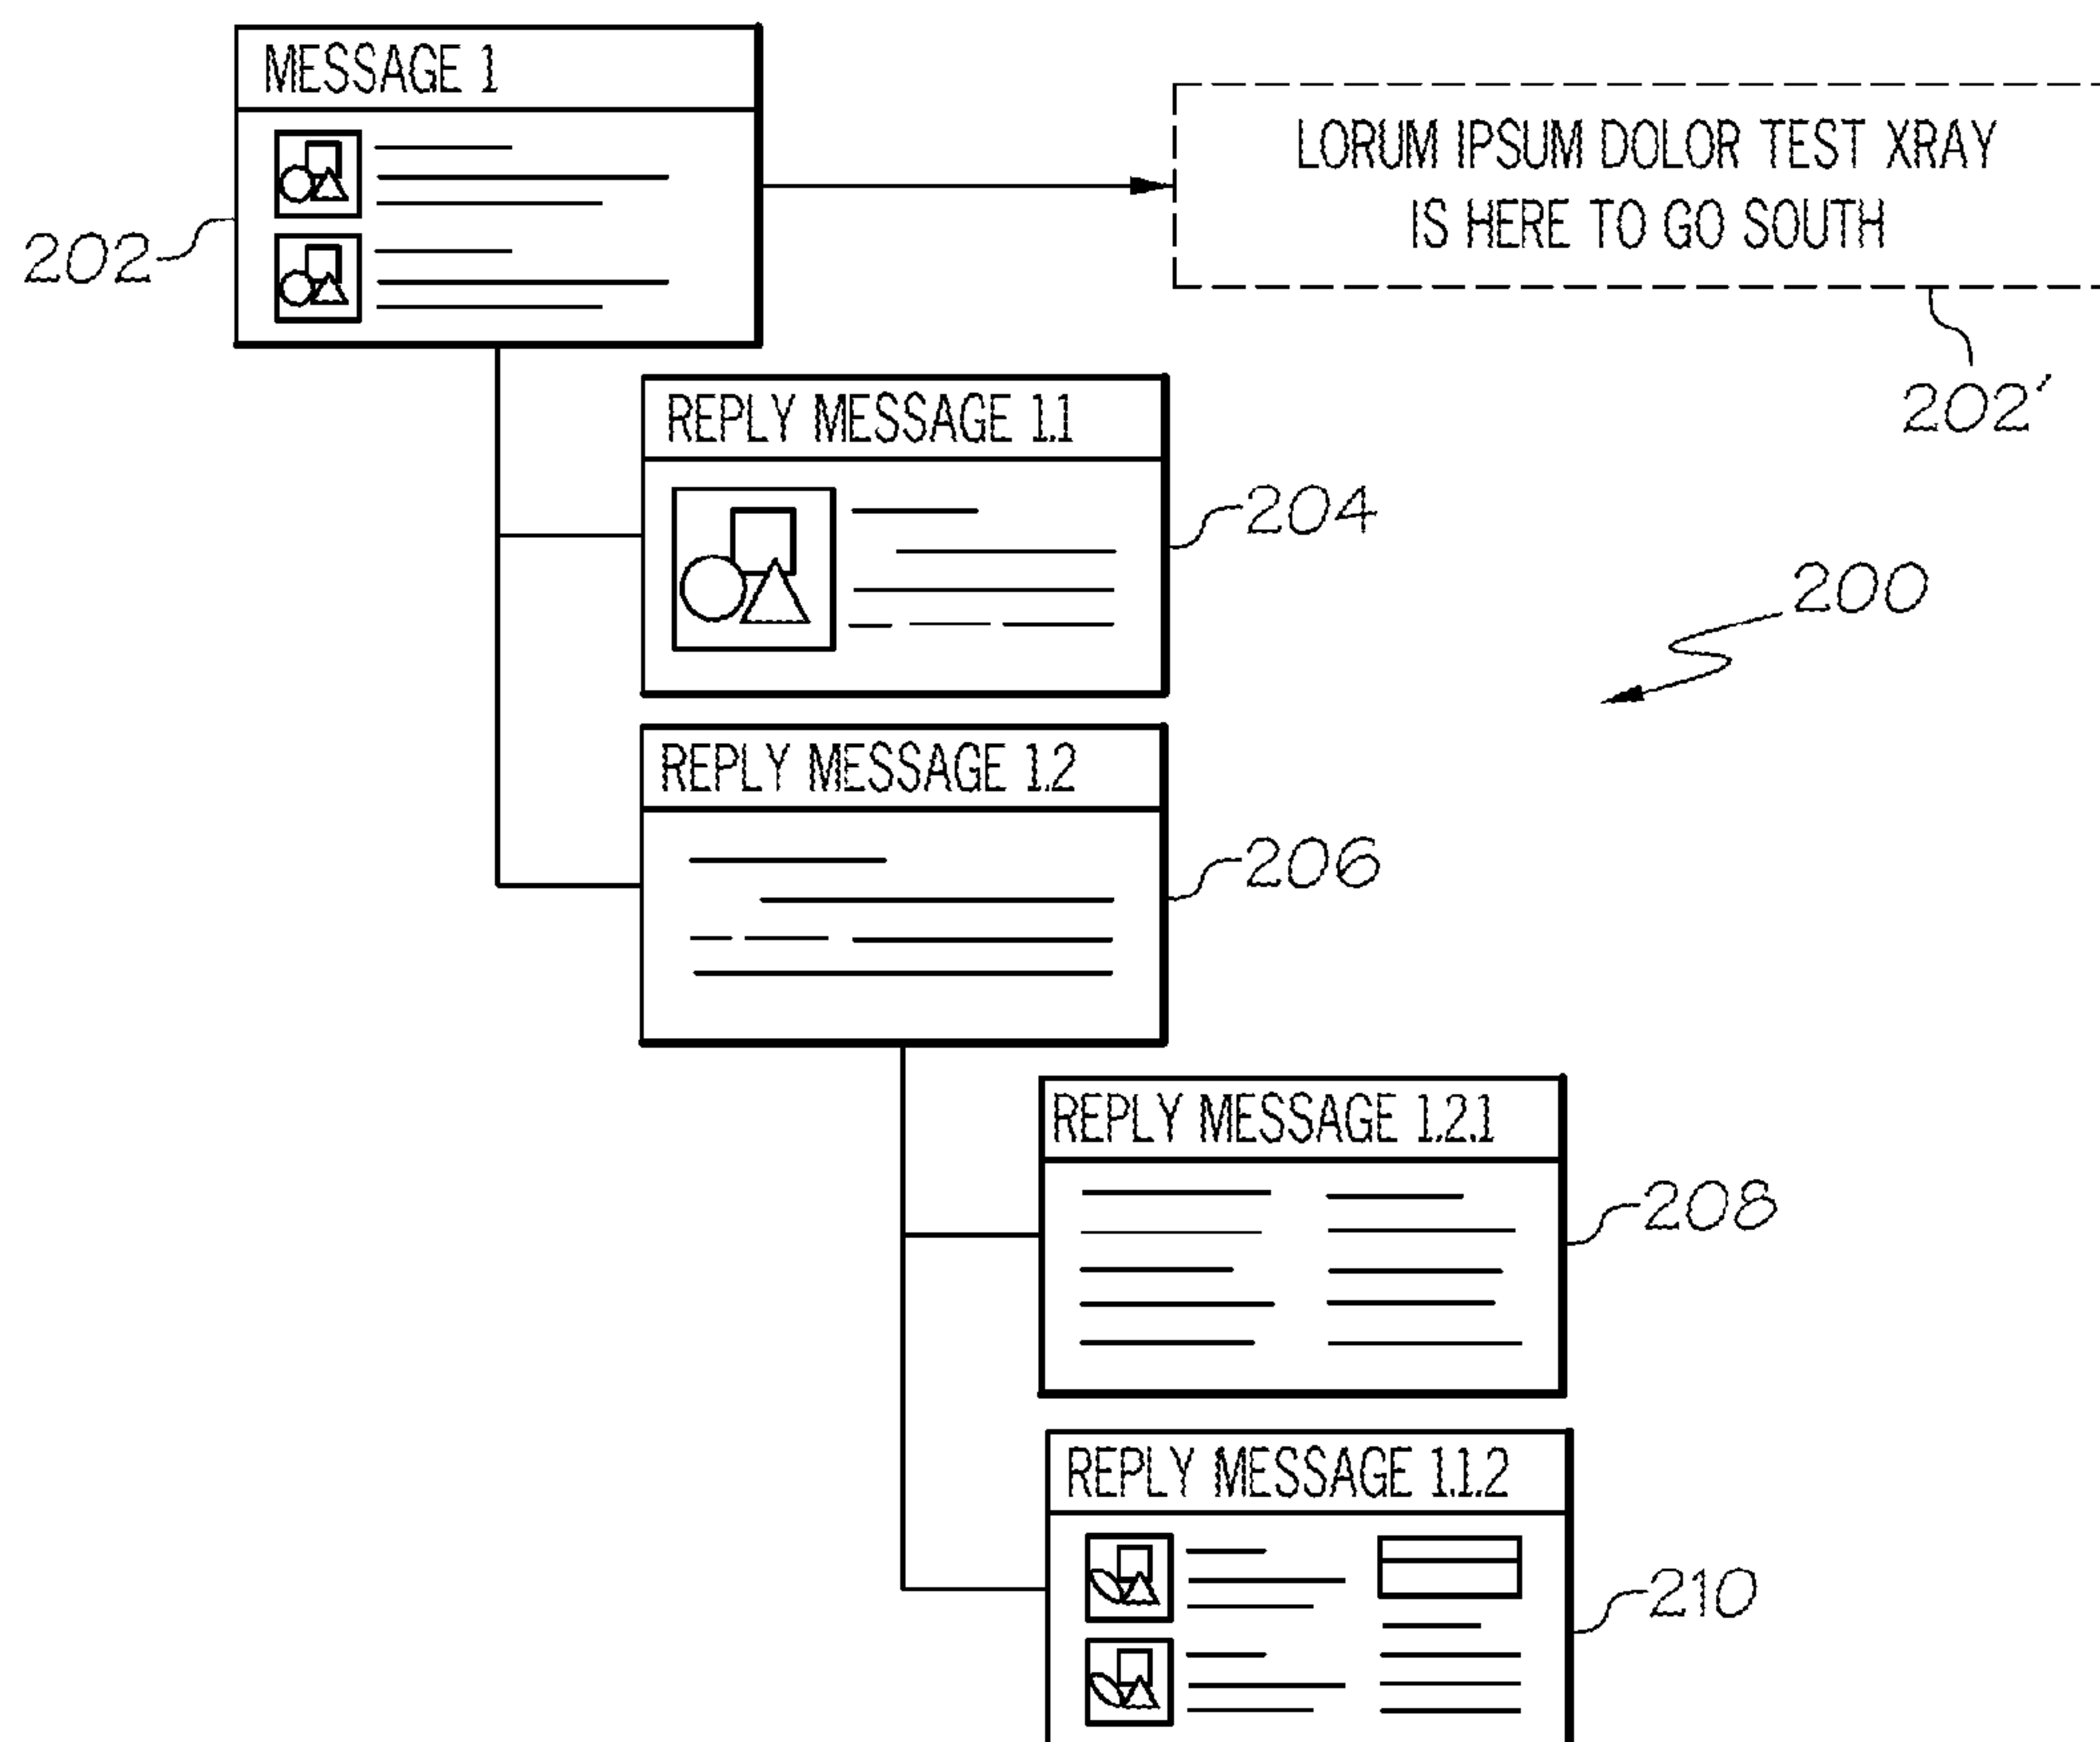 MESSAGE 1
LORUM IPSUM DOLOR TEST XRAY
IS HERE TO GO SOUTH
202
202'
REPLY MESSAGE 1.1
204
200
REPLY MESSAGE 1.2
206
REPLY MESSAGE 1.2.1
208
REPLY MESSAGE 1.1.2
210